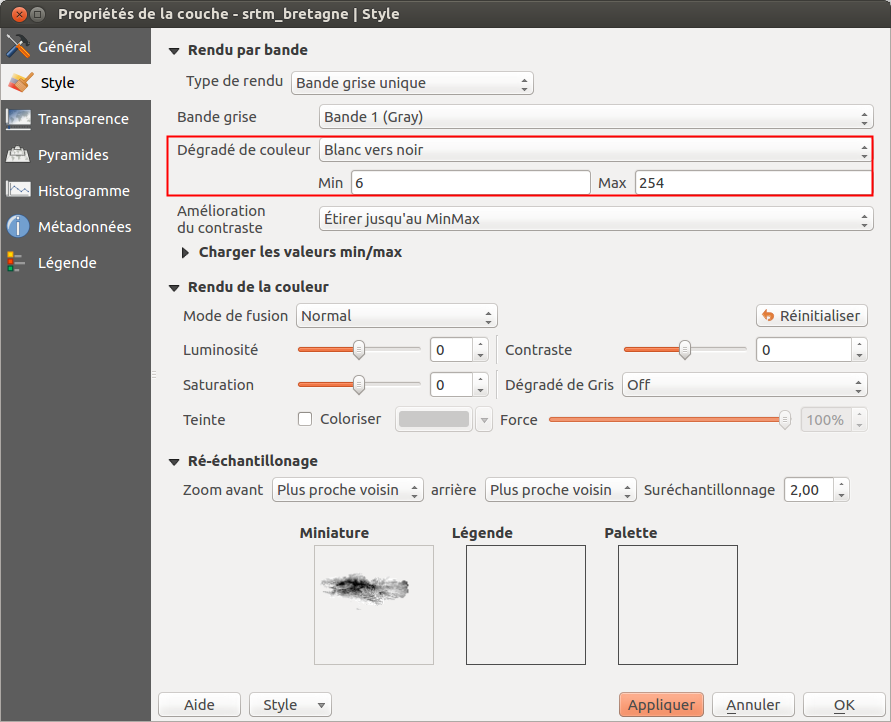 Propriétés de la couche - srtm_bretagne | Style
Général
Style
Transparence
Pyramides
Histogramme
Métadonnées
Légende
Rendu par bande
Type de rendu Bande grise unique
Bande grise Bande 1 (Gray)
Dégradé de couleur Blanc vers noir
Min 6 Max 254
Amélioration
du contraste Étirer jusqu'au MinMax
Charger les valeurs min/max
Rendu de la couleur
Mode de fusion Normal Réinitialiser
Luminosité 0 Contraste 0
Saturation 0 Dégradé de Gris Off
Teinte Coloriser Force 100%
Ré-échantillonage
Zoom avant Plus proche voisin arrière Plus proche voisin Suréchantillonnage 2,00
Miniature Légende Palette
Aide Style Appliquer Annuler OK